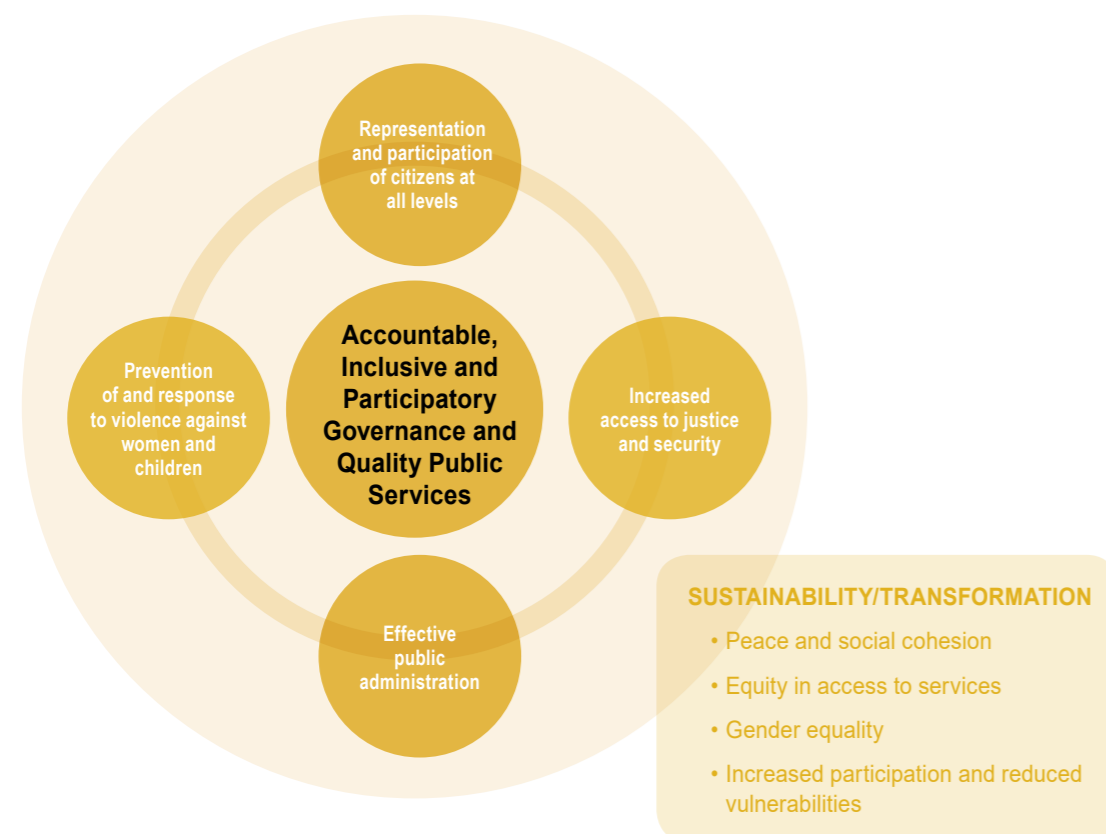 Representation
and participation
of citizens at
all levels
Prevention
of and response
to violence against
women and
children
Accountable,
Inclusive and
Participatory
Governance and
Quality Public
Services
Increased
access to justice
and security
Effective
public
administration
SUSTAINABILITY/TRANSFORMATION
• Peace and social cohesion
• Equity in access to services
• Gender equality
• Increased participation and reduced
vulnerabilities